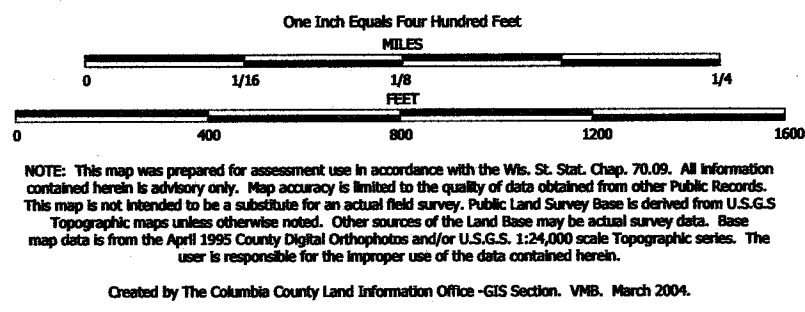 One Inch Equals Four Hundred Feet
MILES
0 1/16 1/8 1/4
FEET
0 400 800 1200 1600
NOTE: This map was prepared for assessment use in accordance with the Wis. St. Stat. Chap. 70.09. All information
contained herein is advisory only. Map accuracy is limited to the quality of data obtained from other Public Records.
This map is not intended to be a substitute for an actual field survey. Public Land Survey Base is derived from U.S.G.S
Topographic maps unless otherwise noted. Other sources of the Land Base may be actual survey data. Base
map data is from the April 1995 County Digital Orthophotos and/or U.S.G.S. 1:24,000 scale Topographic series. The
user is responsible for the improper use of the data contained herein.
Created by The Columbia County Land Information Office -GIS Section. VMB. March 2004.